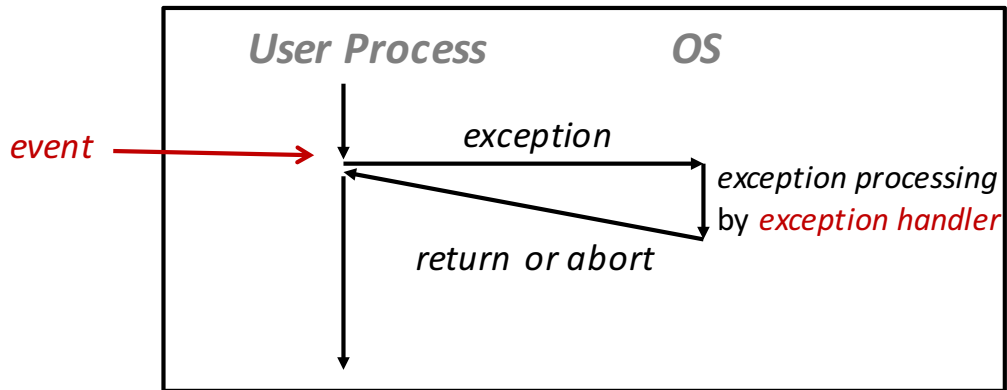 User Process
OS
event
exception
exception processing
by exception handler
return or abort